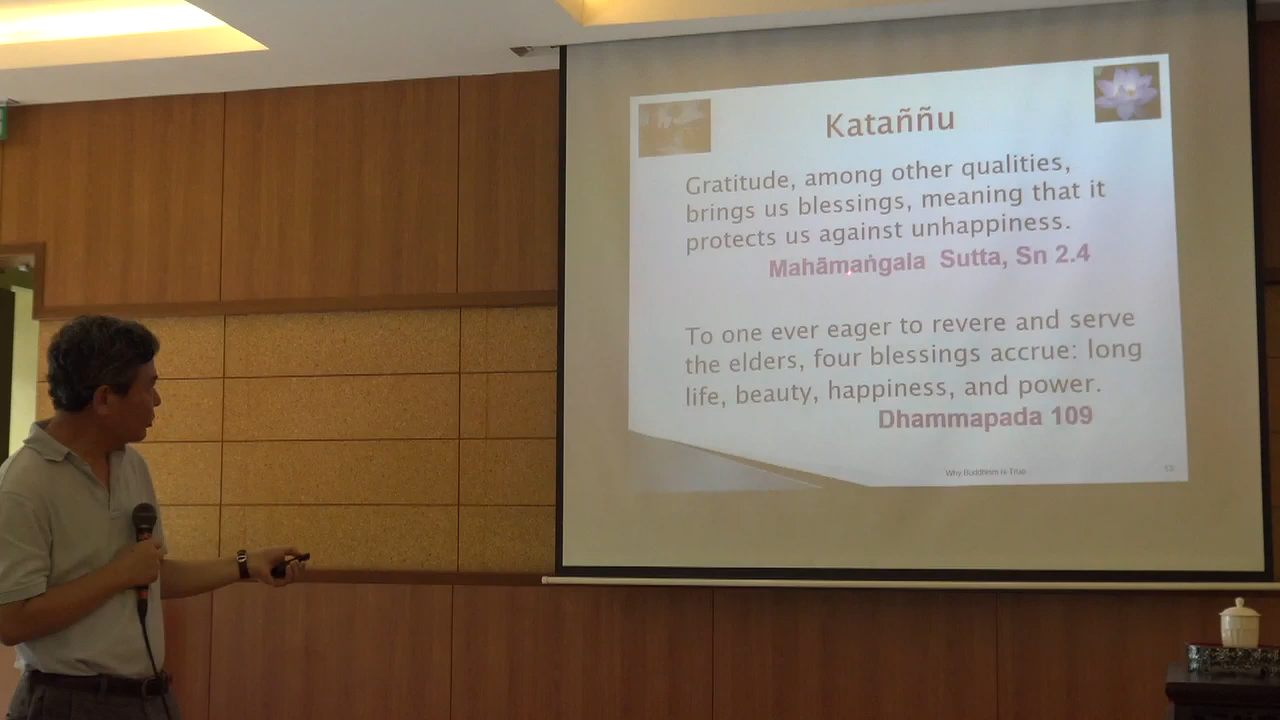 Kataññu
Gratitude, among other qualities,
brings us blessings, meaning that it
protects us against unhappiness.
Mahāmaṅgala Sutta, Sn 2.4
To one ever eager to revere and serve
the elders, four blessings accrue: long
life, beauty, happiness, and power.
Dhammapada 109
Why Buddhism is True